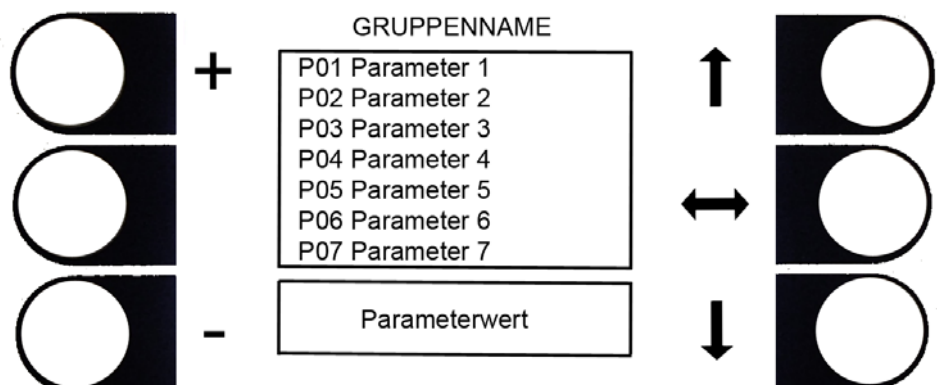 GRUPPENNAME
+
P01 Parameter 1
P02 Parameter 2
P03 Parameter 3
P04 Parameter 4
P05 Parameter 5
P06 Parameter 6
P07 Parameter 7
-
Parameterwert